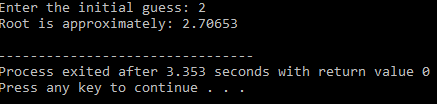 Enter the initial guess: 2
Root is approximately: 2.70653
--------------------------------
Process exited after 3.353 seconds with return value 0
Press any key to continue . . .